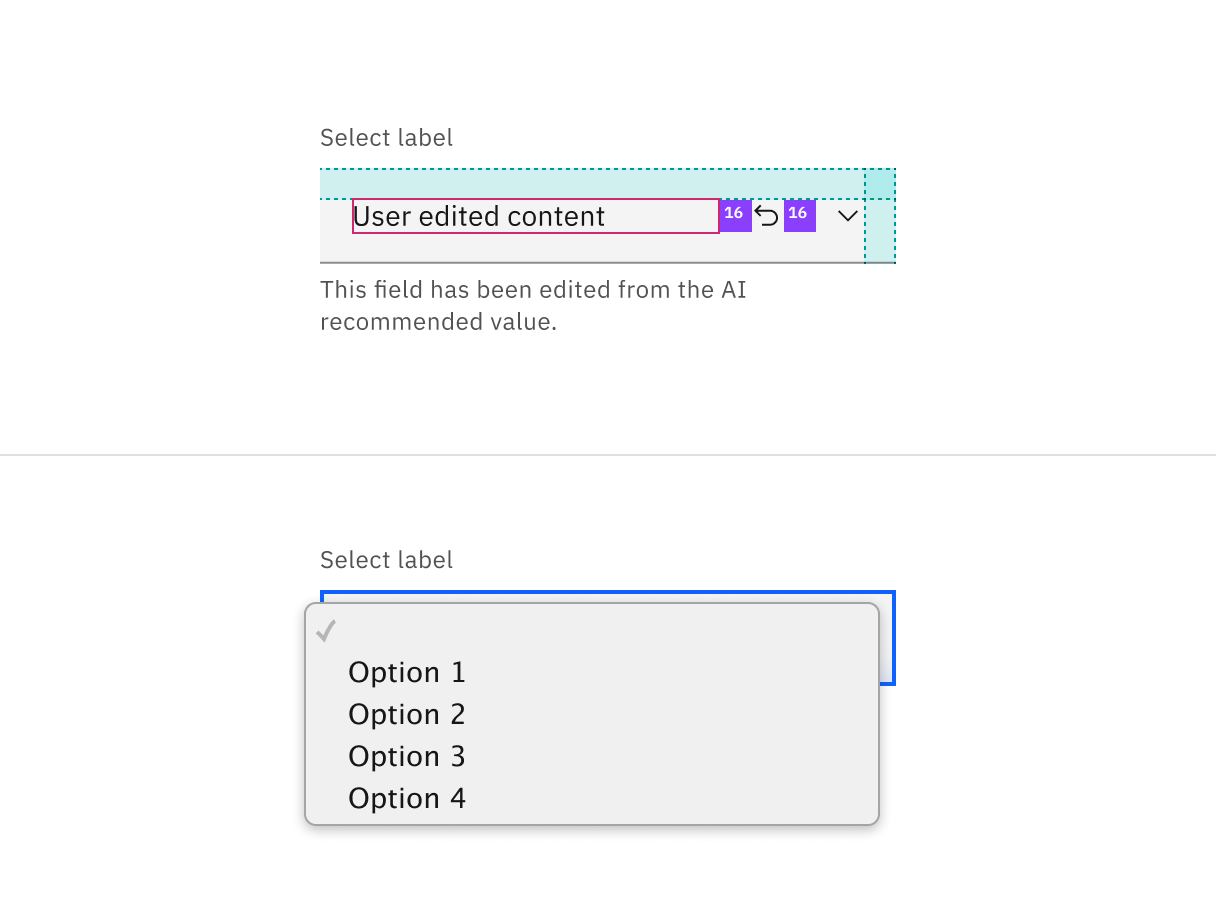 Select label
User edited content 16 16
This field has been edited from the AI
recommended value.
Select label
Option 1
Option 2
Option 3
Option 4